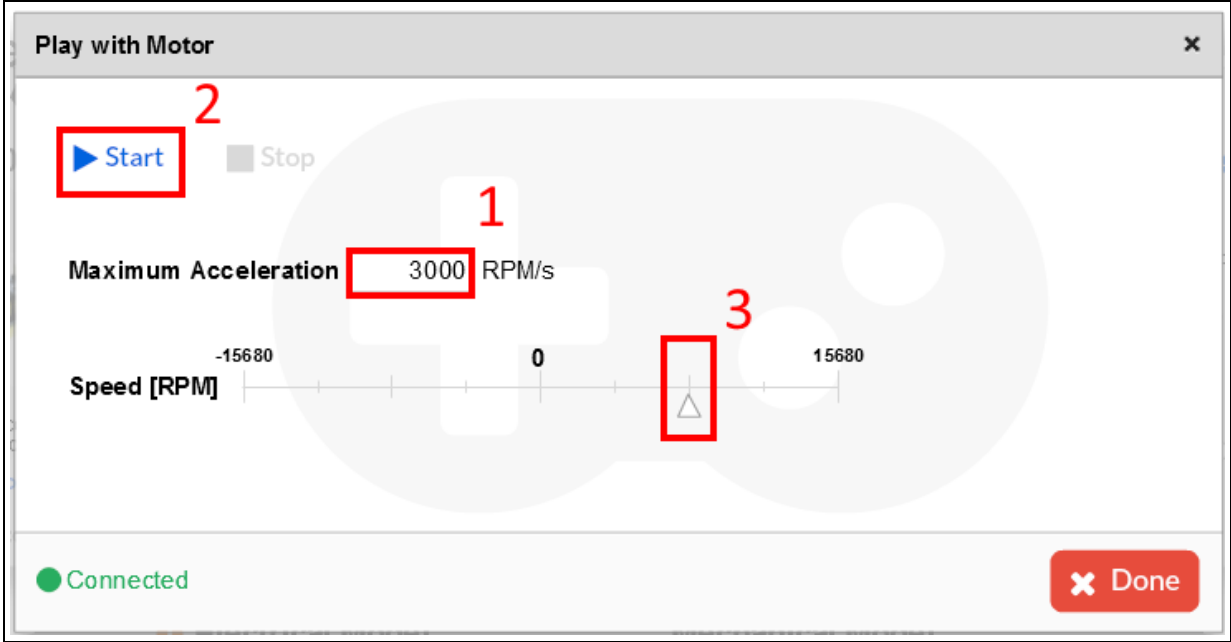 Play with Motor ×
2
▶ Start Stop
1
Maximum Acceleration 3000 RPM/s
3
-15680 0 15680
Speed [RPM]
Connected
Done